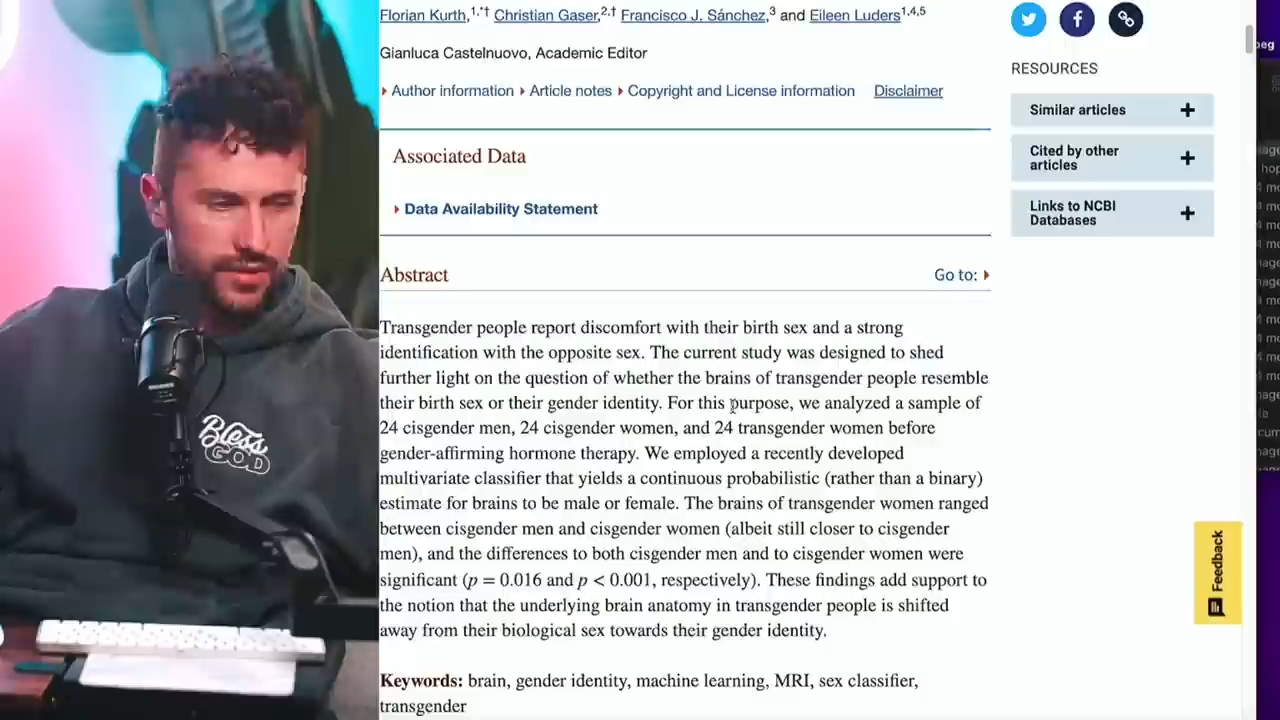 Florian Kurth,1,*† Christian Gaser,2,† Francisco J. Sánchez,3 and Eileen Luders1,4,5
Gianluca Castelnuovo, Academic Editor
Author information Article notes Copyright and License information Disclaimer
Associated Data
Data Availability Statement
Abstract
Go to:
Transgender people report discomfort with their birth sex and a strong
identification with the opposite sex. The current study was designed to shed
further light on the question of whether the brains of transgender people resemble
their birth sex or their gender identity. For this purpose, we analyzed a sample of
24 cisgender men, 24 cisgender women, and 24 transgender women before
gender-affirming hormone therapy. We employed a recently developed
multivariate classifier that yields a continuous probabilistic (rather than a binary)
estimate for brains to be male or female. The brains of transgender women ranged
between cisgender men and cisgender women (albeit still closer to cisgender
men), and the differences to both cisgender men and to cisgender women were
significant (p = 0.016 and p < 0.001, respectively). These findings add support to
the notion that the underlying brain anatomy in transgender people is shifted
away from their biological sex towards their gender identity.
Keywords: brain, gender identity, machine learning, MRI, sex classifier,
transgender
RESOURCES
Similar articles +
Cited by other
articles +
Links to NCBI
Databases +
Feedback
Bless
GOD